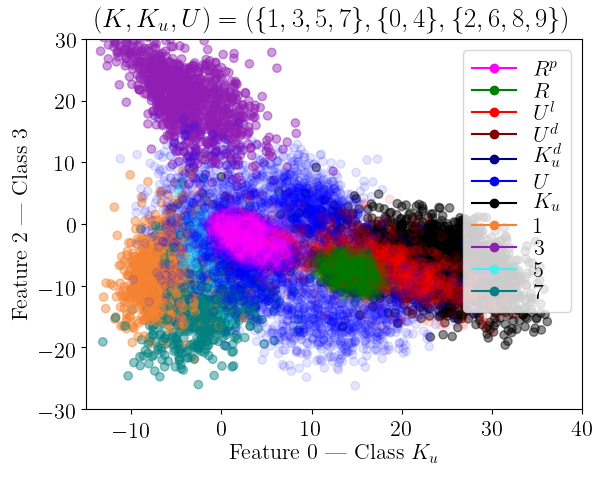 (K, K_u, U) = ({1, 3, 5, 7}, {0, 4}, {2, 6, 8, 9})
30
20
10
0
−10
−20
−30
Feature 2 — Class 3
R^p
R
U^l
U^d
K_u^d
U
K_u
1
3
5
7
−10
0
10
20
30
40
Feature 0 — Class K_u